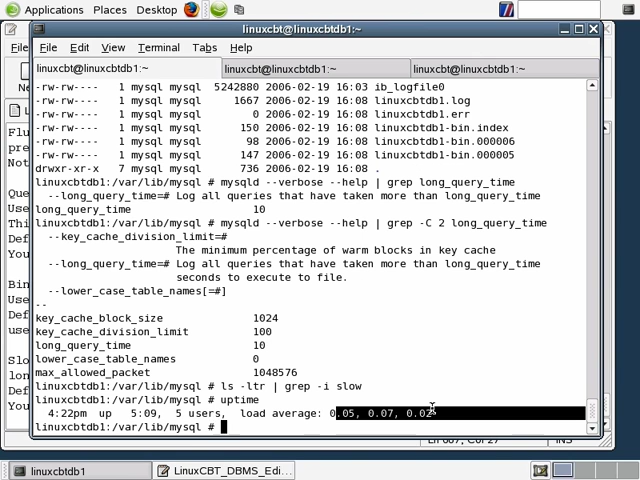 Applications Places Desktop
linuxcbt@linuxcbtdb1:~
File
File Edit View Terminal Tabs Help
linuxcbt@linuxcbtdb1:~ linuxcbt@linuxcbtdb1:~ linuxcbt@linuxcbtdb1:~
-rw-rw---- 1 mysql mysql 5242880 2006-02-19 16:03 ib_logfile0
-rw-rw---- 1 mysql mysql 1667 2006-02-19 16:08 linuxcbtdb1.log
-rw-rw---- 1 mysql mysql 0 2006-02-19 16:08 linuxcbtdb1.err
-rw-rw---- 1 mysql mysql 150 2006-02-19 16:08 linuxcbtdb1-bin.index
-rw-rw---- 1 mysql mysql 98 2006-02-19 16:08 linuxcbtdb1-bin.000006
-rw-rw---- 1 mysql mysql 147 2006-02-19 16:08 linuxcbtdb1-bin.000005
drwxr-xr-x 7 mysql mysql 736 2006-02-19 16:08 .
linuxcbtdb1:/var/lib/mysql # mysqld --verbose --help | grep long_query_time
--long_query_time=# Log all queries that have taken more than long_query_time
long_query_time 10
linuxcbtdb1:/var/lib/mysql # mysqld --verbose --help | grep -C 2 long_query_time
--key_cache_division_limit=#
The minimum percentage of warm blocks in key cache
--long_query_time=# Log all queries that have taken more than long_query_time
seconds to execute to file.
--lower_case_table_names[=#]
--
key_cache_block_size 1024
key_cache_division_limit 100
long_query_time 10
lower_case_table_names 0
max_allowed_packet 1048576
linuxcbtdb1:/var/lib/mysql # ls -ltr | grep -i slow
linuxcbtdb1:/var/lib/mysql # uptime
4:22pm up 5:09, 5 users, load average: 0.05, 0.07, 0.02
linuxcbtdb1:/var/lib/mysql #
INS
linuxcbtdb1 LinuxCBT_DBMS_Edi...